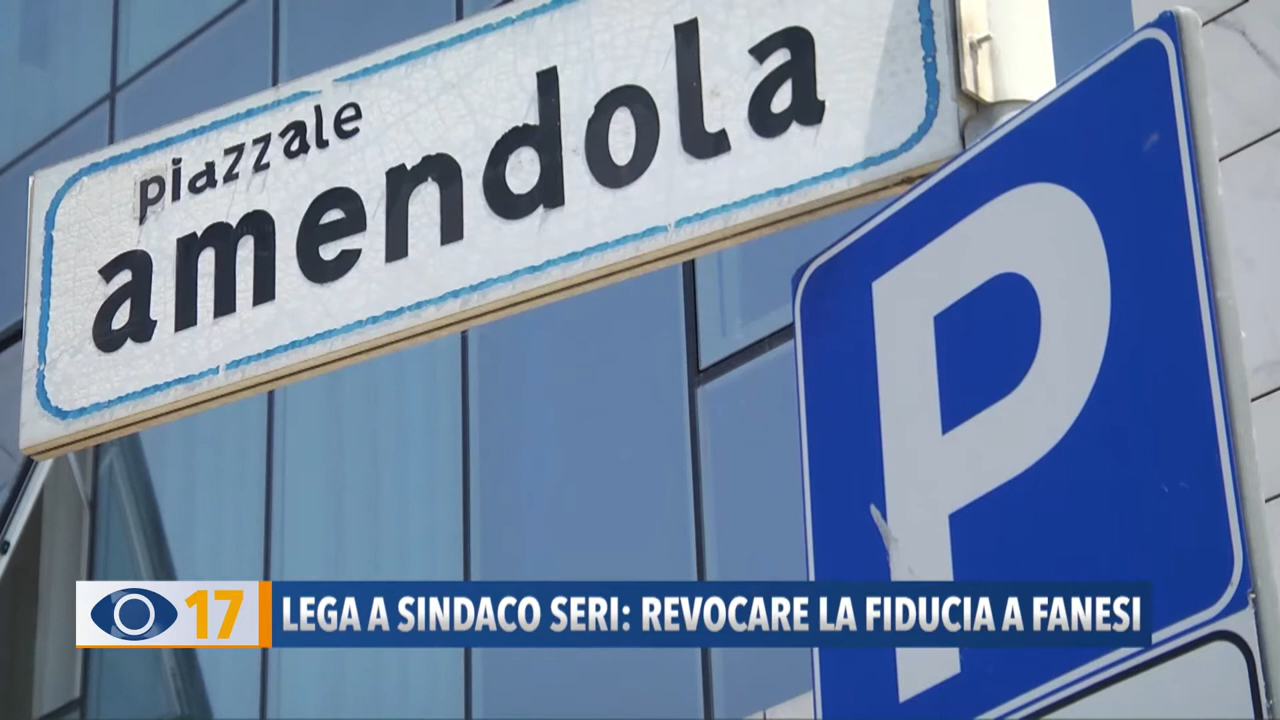 piazzale
amendola
P
17
LEGA A SINDACO SERI: REVOCARE LA FIDUCIA A FANESI